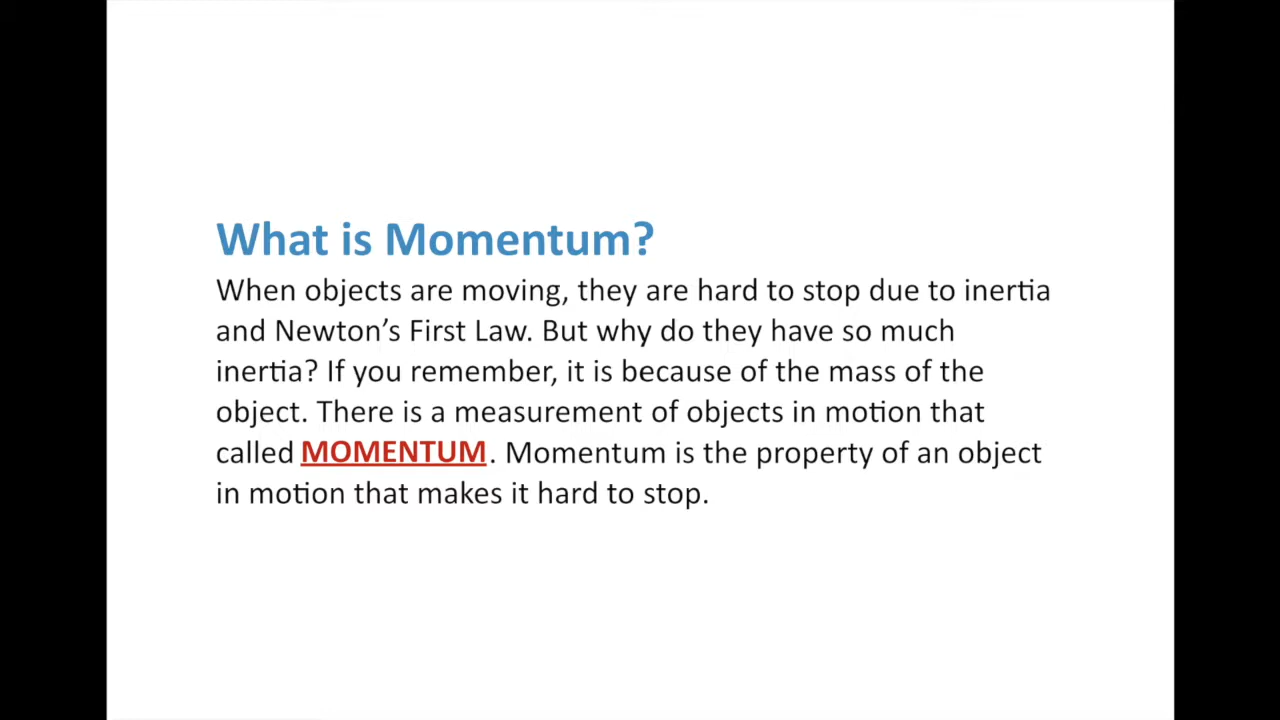 What is Momentum?
When objects are moving, they are hard to stop due to inertia
and Newton’s First Law. But why do they have so much
inertia? If you remember, it is because of the mass of the
object. There is a measurement of objects in motion that
called MOMENTUM. Momentum is the property of an object
in motion that makes it hard to stop.